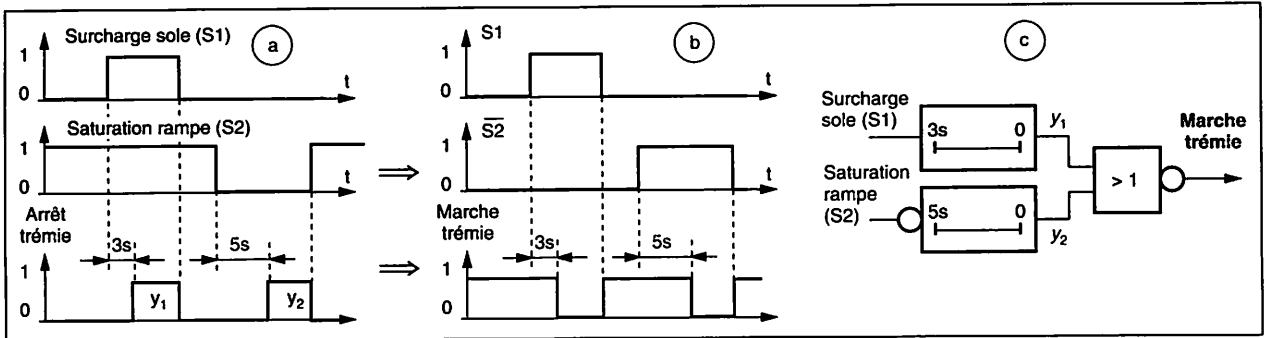 Surcharge sole (S1)
a
1
0
t
Saturation rampe (S2)
1
0
t
Arrêt
trémie
3s
5s
1
0
y1
y2
⇒
⇒
S1
b
1
0
t
S2
1
0
t
Marche
trémie
3s
5s
1
0
c
Surcharge
sole (S1)
3s 0
y1
Saturation
rampe
(S2)
5s 0
y2
> 1
Marche
trémie